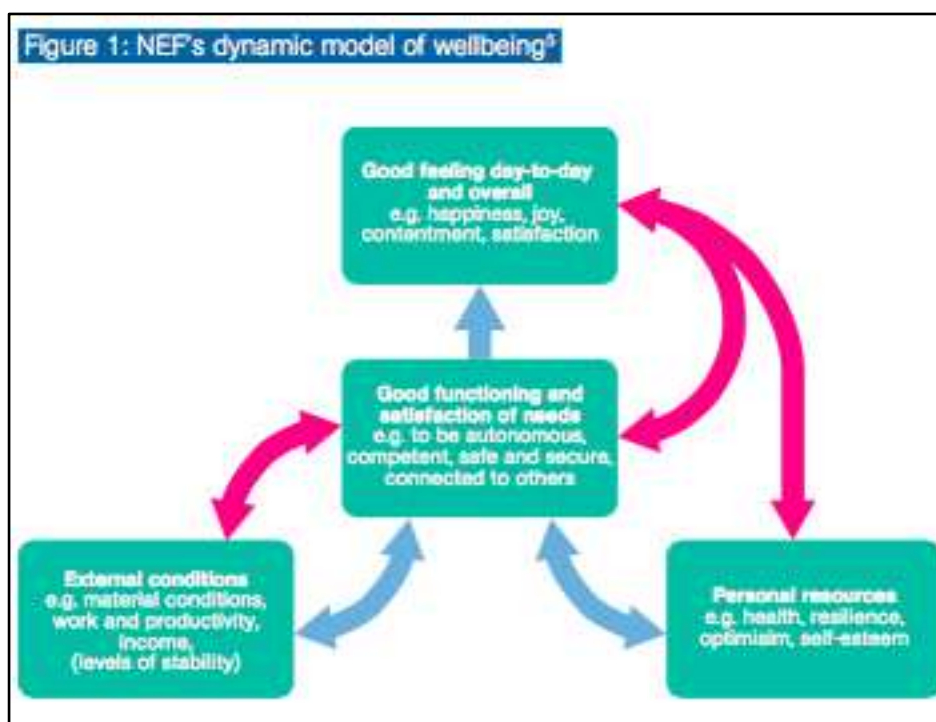 Figure 1: NEF's dynamic model of wellbeing⁵
Good feeling day-to-day
and overall
e.g. happiness, joy,
contentment, satisfaction
Good functioning and
satisfaction of needs
e.g. to be autonomous,
competent, safe and secure,
connected to others
External conditions
e.g. material conditions,
work and productivity,
income,
(levels of stability)
Personal resources
e.g. health, resilience,
optimisim, self-esteem